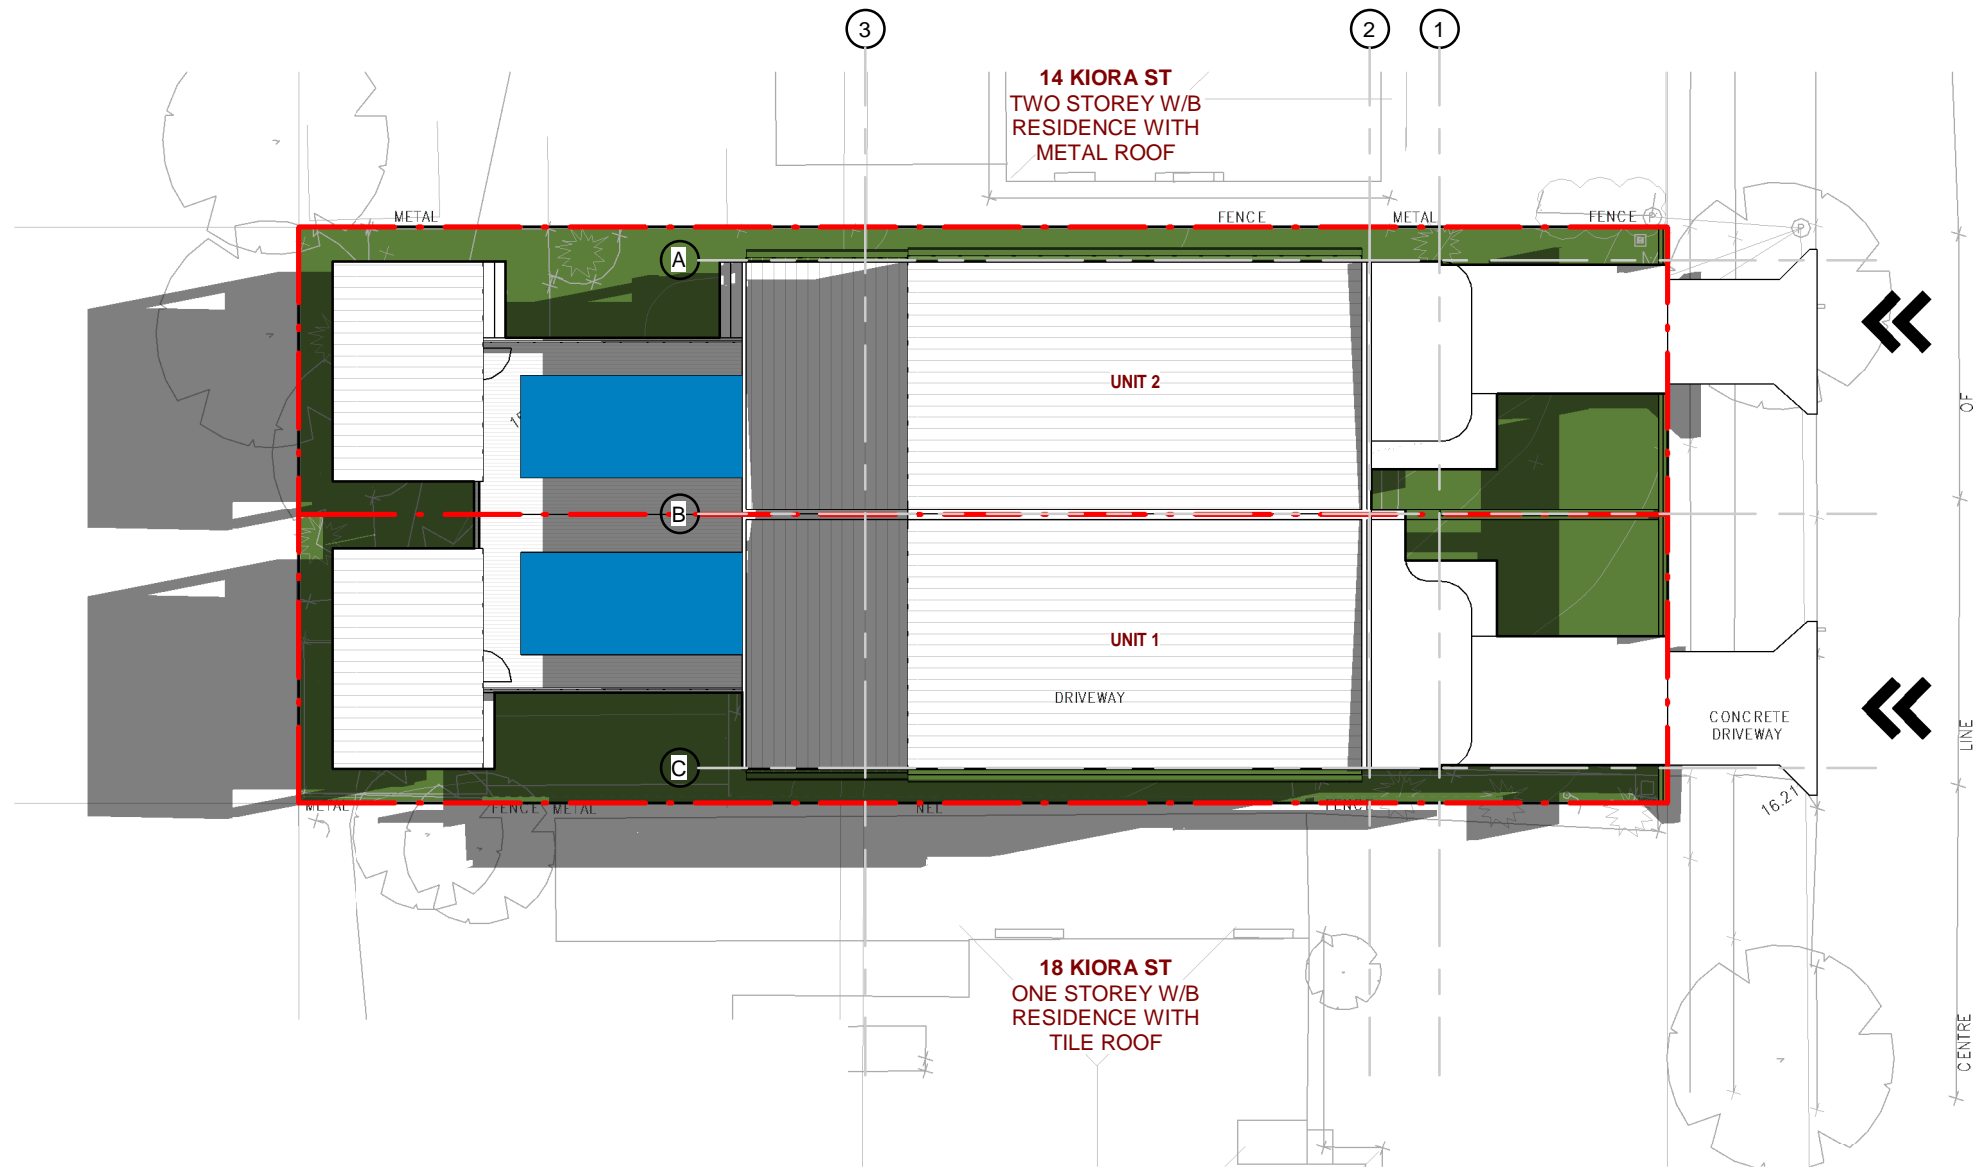 3
2
1
14 KIORA ST
TWO STOREY W/B
RESIDENCE WITH
METAL ROOF
METAL
FENCE
METAL
FENCE
P
P
A
M
UNIT 2
OF
B
UNIT 1
DRIVEWAY
CONCRETE
DRIVEWAY
LINE
C
16.21
METAL
FENCE
METAL
18 KIORA ST
ONE STOREY W/B
RESIDENCE WITH
TILE ROOF
CENTRE